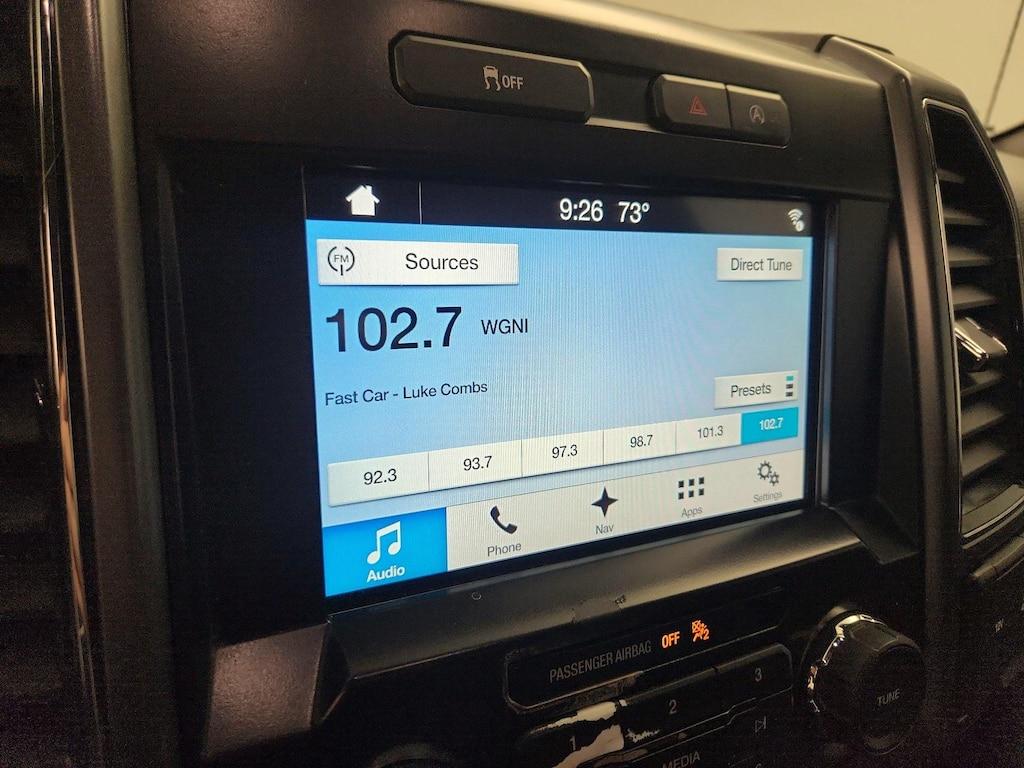 OFF
9:26 73°
FM
Sources
Direct Tune
102.7 WGNI
Fast Car - Luke Combs
Presets
92.3 93.7 97.3 98.7 101.3 102.7
Audio Phone Nav Apps Settings
PASSENGER AIRBAG OFF 2
1 2 3
TUNE
MEDIA